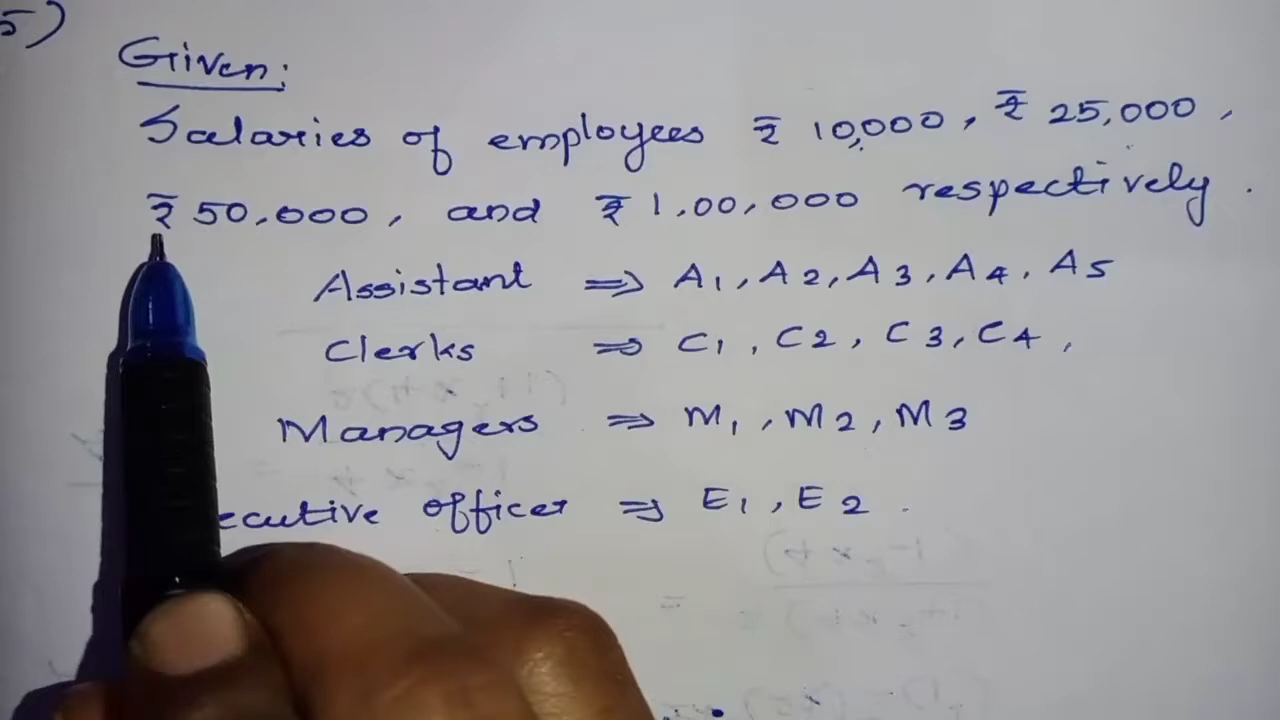 5)
Given:
Salaries of employees ₹ 10,000, ₹ 25,000,
₹ 50,000, and ₹ 1,00,000 respectively.
Assistant ⇒ A1, A2, A3, A4, A5
Clerks ⇒ C1, C2, C3, C4,
Managers ⇒ M1, M2, M3
ecutive officer ⇒ E1, E2.